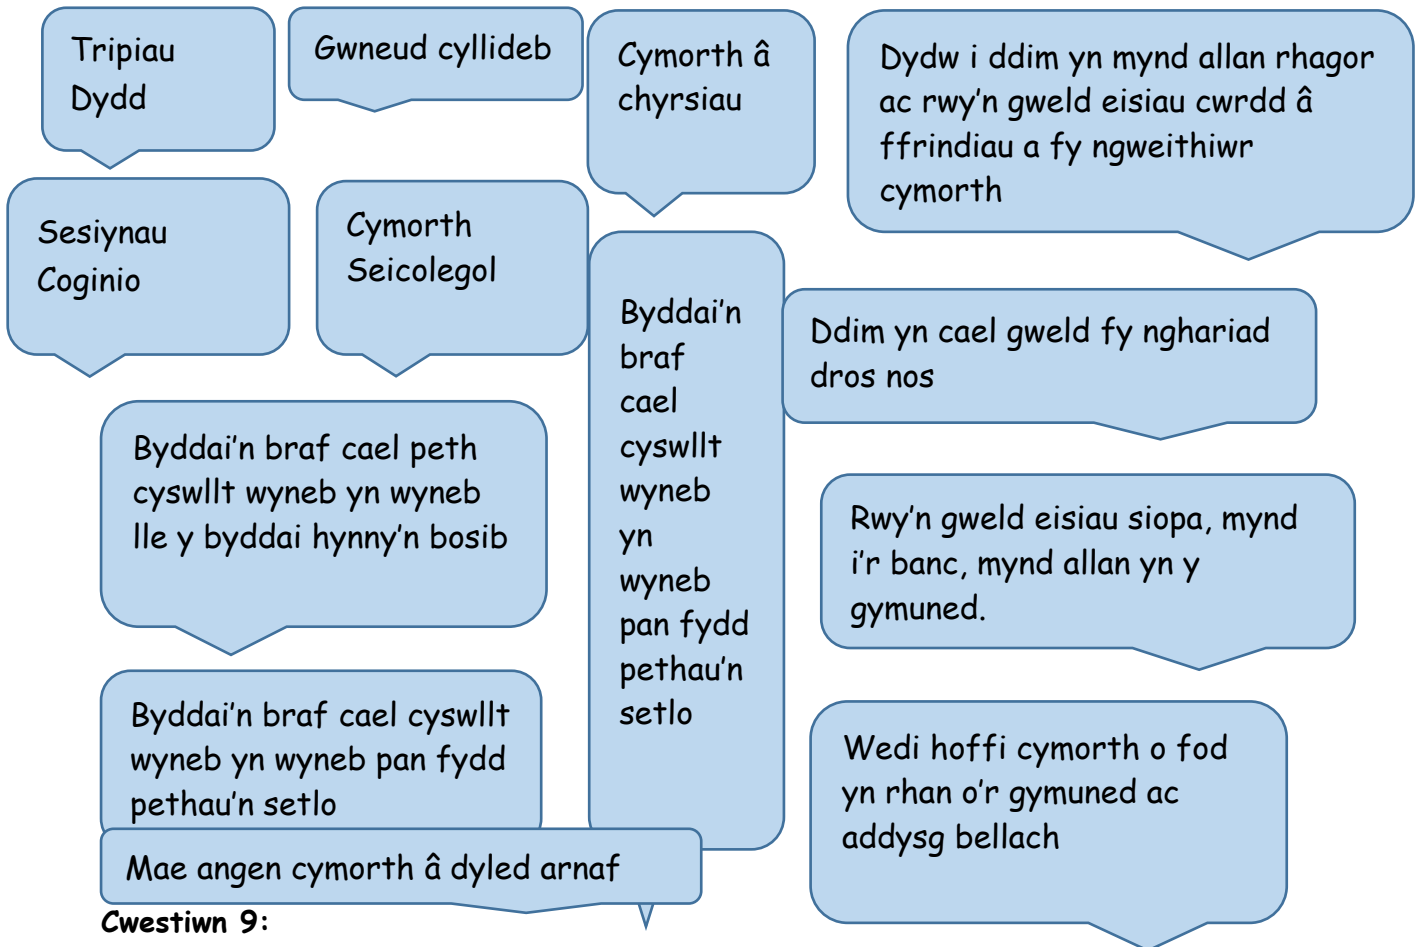 Tripiau
Dydd
Gwneud cyllideb
Cymorth â
chyrsiau
Dydw i ddim yn mynd allan rhagor
ac rwy'n gweld eisiau cwrdd â
ffrindiau a fy ngweithiwr
cymorth
Sesiynau
Coginio
Cymorth
Seicolegol
Byddai'n
braf
cael
cyswllt
wyneb
yn
wyneb
pan fydd
pethau'n
setlo
Ddim yn cael gweld fy nghariad
dros nos
Byddai'n braf cael peth
cyswllt wyneb yn wyneb
lle y byddai hynny'n bosib
Rwy'n gweld eisiau siopa, mynd
i'r banc, mynd allan yn y
gymuned.
Byddai'n braf cael cyswllt
wyneb yn wyneb pan fydd
pethau'n setlo
Wedi hoffi cymorth o fod
yn rhan o'r gymuned ac
addysg bellach
Mae angen cymorth â dyled arnaf
Cwestiwn 9: